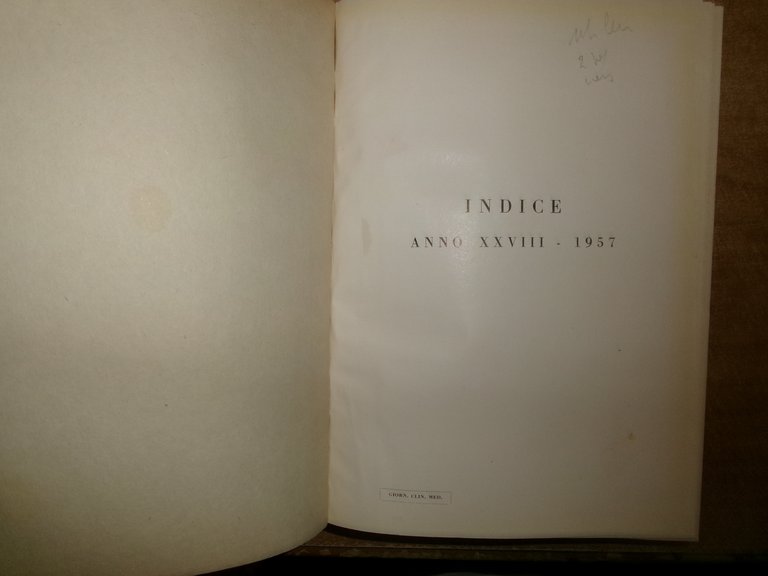 INDICE
ANNO XXVIII - 1957
GIORN. CLIN. MED.